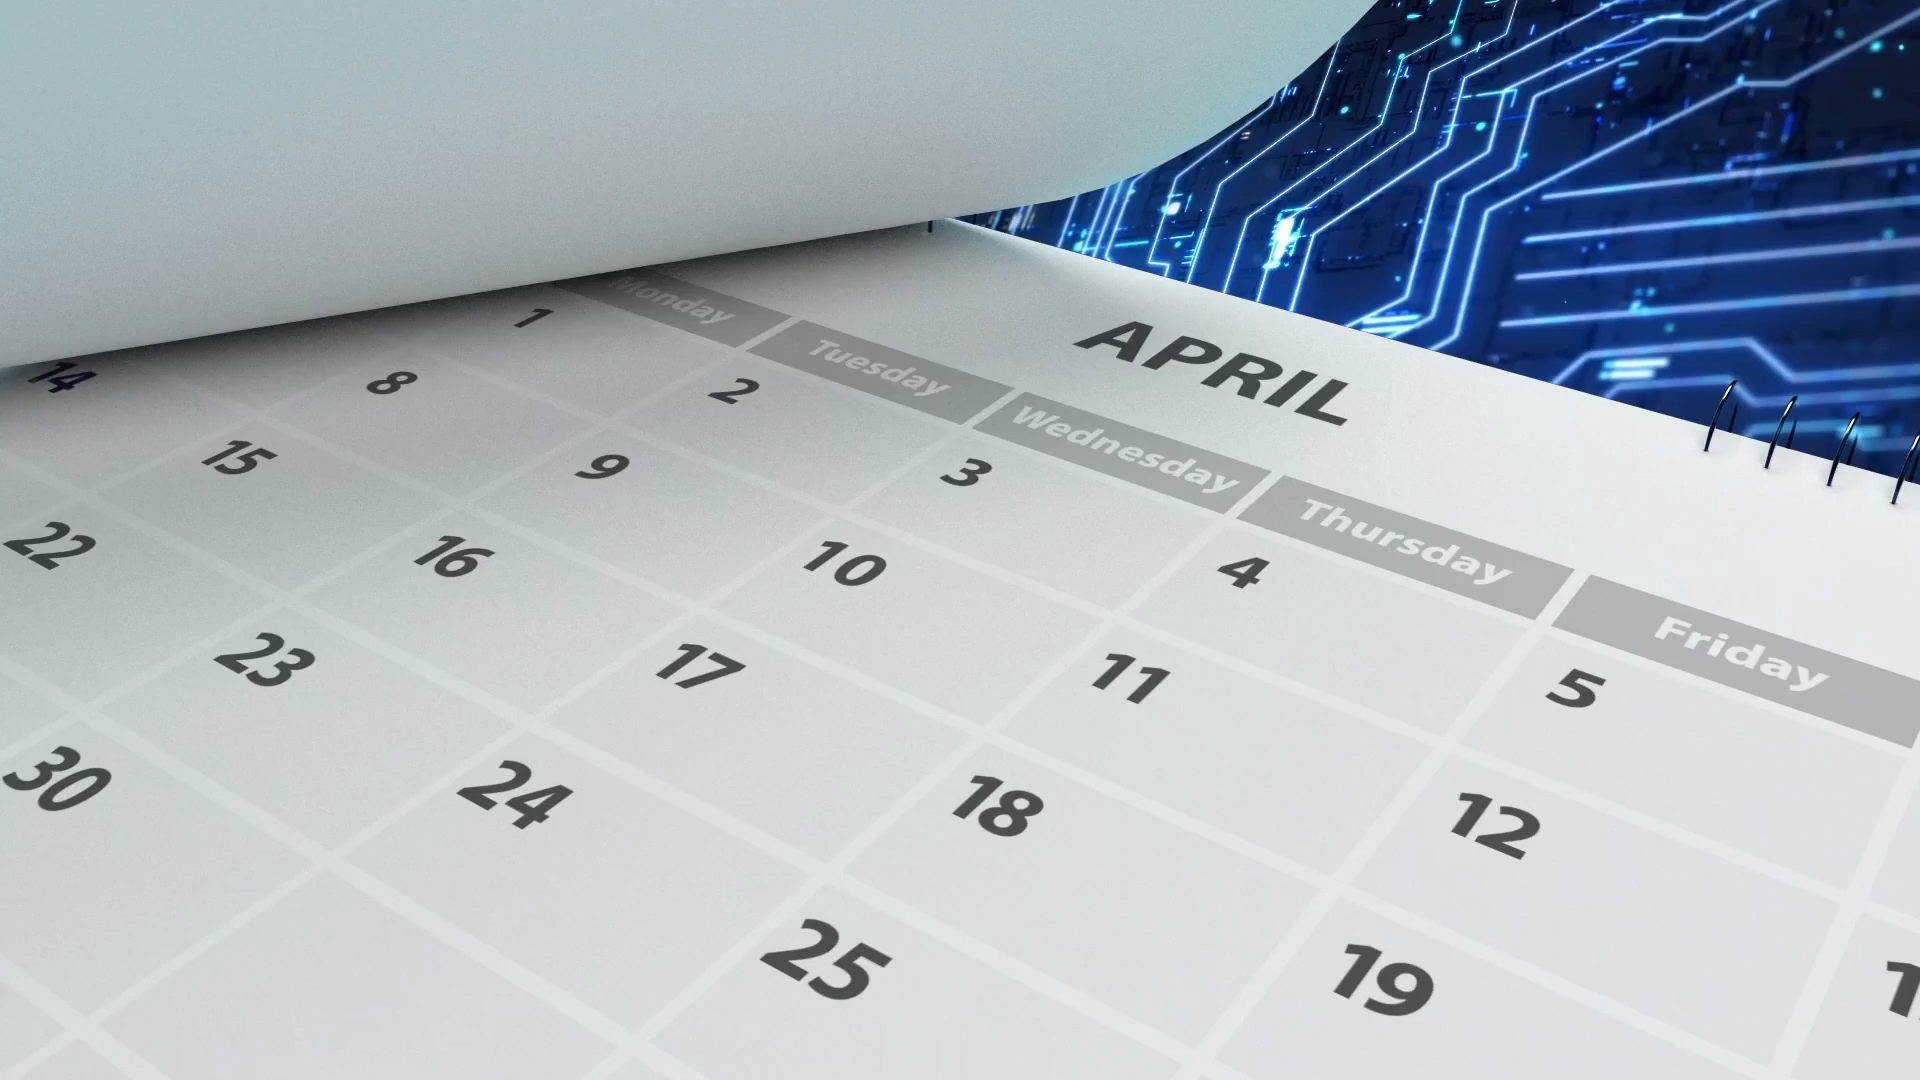 APRIL
Monday Tuesday Wednesday Thursday Friday
1 2 3 4 5
14 8 9 10 11 12
15 16 17 18 19
22 23 24 25
30